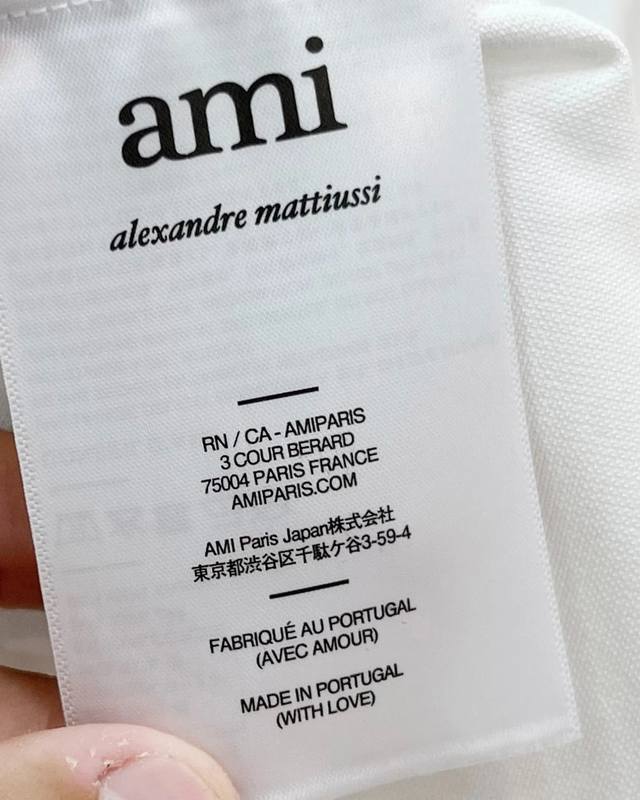 ami
alexandre mattiussi
RN / CA - AMIPARIS
3 COUR BERARD
75004 PARIS FRANCE
AMIPARIS.COM
AMI Paris Japan株式会社
東京都渋谷区千駄ケ谷3-59-4
FABRIQUÉ AU PORTUGAL
(AVEC AMOUR)
MADE IN PORTUGAL
(WITH LOVE)